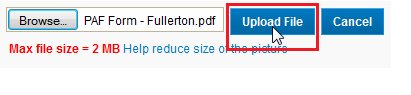 Browse... PAF Form - Fullerton.pdf Upload File Cancel
Max file size = 2 MB Help reduce size of the picture